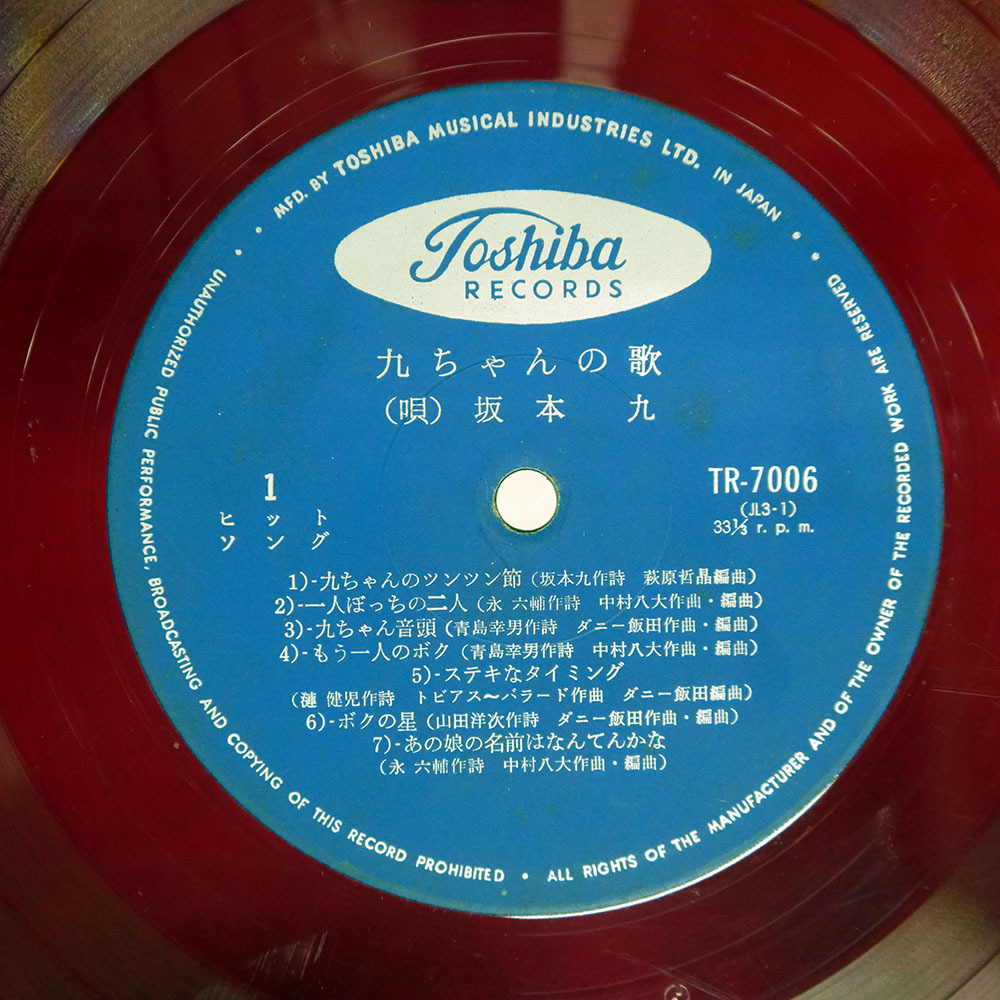 MFD. BY TOSHIBA MUSICAL INDUSTRIES LTD. IN JAPAN
Toshiba
RECORDS
九ちゃんの歌
(唄) 坂本 九
1
ヒット
ソング
TR-7006
(JL3-1)
33⅓ r. p. m.
1)-九ちゃんのツンツン節 (坂本九作詩 萩原哲晶編曲)
2)-一人ぼっちの二人 (永 六輔作詩 中村八大作曲・編曲)
3)-九ちゃん音頭 (青島幸男作詩 ダニー飯田作曲・編曲)
4)-もう一人のボク (青島幸男作詩 中村八大作曲・編曲)
5)-ステキなタイミング
(漣 健児作詩 トビアス〜バラード作曲 ダニー飯田編曲)
6)-ボクの星 (山田洋次作詩 ダニー飯田作曲・編曲)
7)-あの娘の名前はなんてんかな
(永 六輔作詩 中村八大作曲・編曲)
UNAUTHORIZED PUBLIC PERFORMANCE, BROADCASTING AND COPYING OF THIS RECORD PROHIBITED • ALL RIGHTS OF THE MANUFACTURER AND OF THE OWNER OF THE RECORDED WORK ARE RESERVED